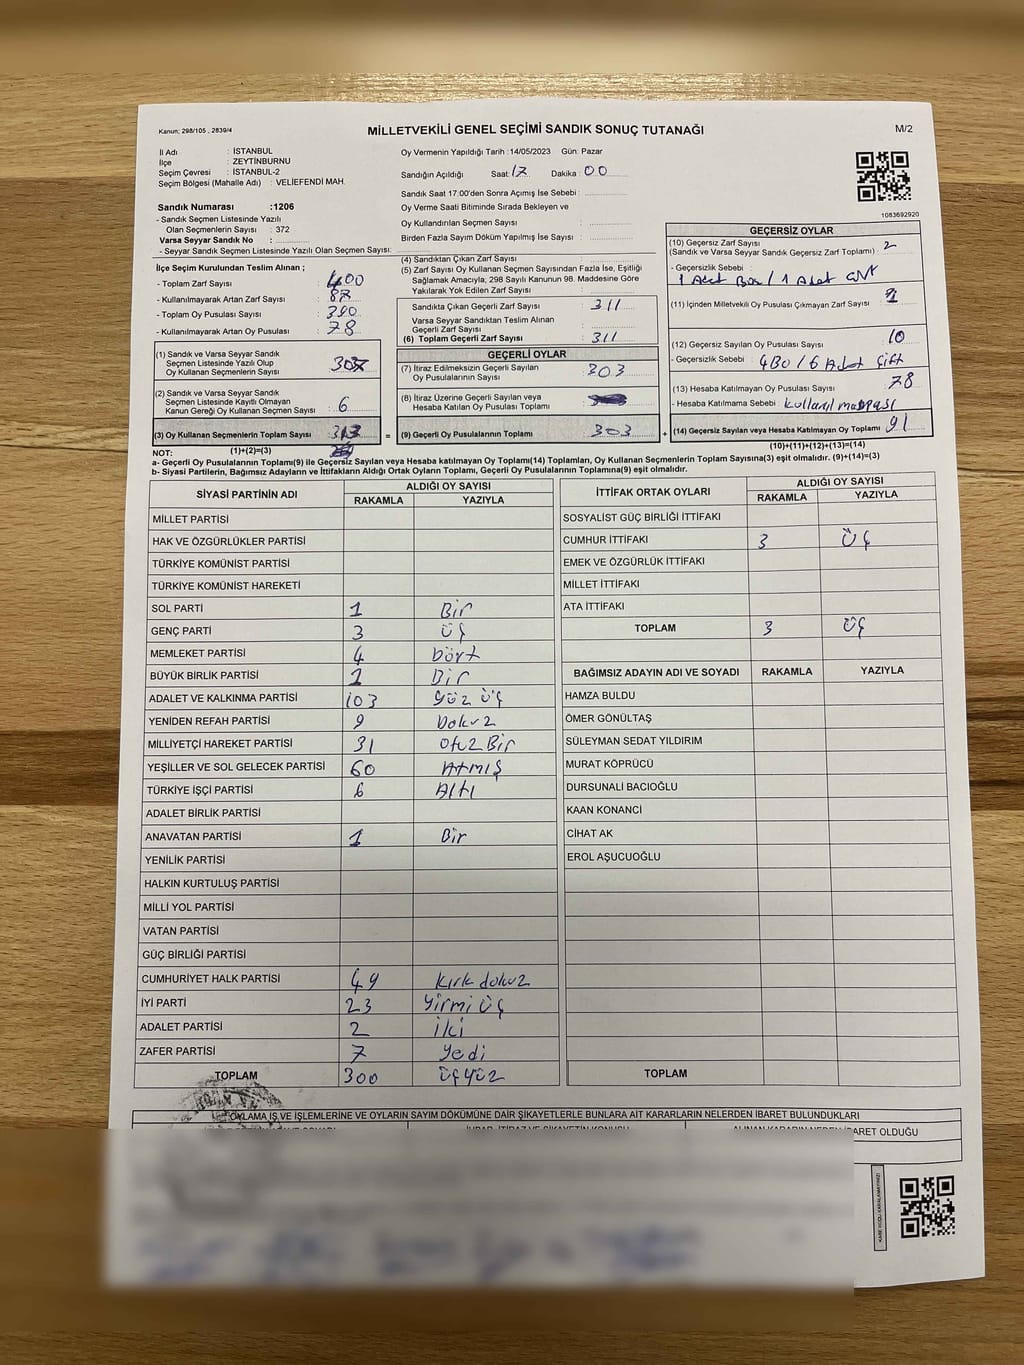 Kanun; 298/105 , 2839/4
MİLLETVEKİLİ GENEL SEÇİMİ SANDIK SONUÇ TUTANAĞI
M/2
İl Adı : İSTANBUL
İlçe : ZEYTİNBURNU
Seçim Çevresi : İSTANBUL-2
Seçim Bölgesi (Mahalle Adı) : VELİEFENDİ MAH.
Sandık Numarası :1206
- Sandık Seçmen Listesinde Yazılı
Olan Seçmenlerin Sayısı : 372
Varsa Seyyar Sandık No :
- Seyyar Sandık Seçmen Listesinde Yazılı Olan Seçmen Sayısı:
İlçe Seçim Kurulundan Teslim Alınan ;
- Toplam Zarf Sayısı : 400
- Kullanılmayarak Artan Zarf Sayısı : 87
- Toplam Oy Pusulası Sayısı : 390
- Kullanılmayarak Artan Oy Pusulası : 78
(1) Sandık ve Varsa Seyyar Sandık
Seçmen Listesinde Yazılı Olup
Oy Kullanan Seçmenlerin Sayısı : 307
(2) Sandık ve Varsa Seyyar Sandık
Seçmen Listesinde Kayıtlı Olmayan
Kanun Gereği Oy Kullanan Seçmen Sayısı : 6
(3) Oy Kullanan Seçmenlerin Toplam Sayısı : 313
(1)+(2)=(3)
Oy Vermenin Yapıldığı Tarih : 14/05/2023 Gün: Pazar
Sandığın Açıldığı Saat: 17 Dakika : 00
Sandık Saat 17:00'den Sonra Açımış İse Sebebi :
Oy Verme Saati Bitiminde Sırada Bekleyen ve
Oy Kullandırılan Seçmen Sayısı :
Birden Fazla Sayım Döküm Yapılmış İse Sayısı :
(4) Sandıktan Çıkan Zarf Sayısı :
(5) Zarf Sayısı Oy Kullanan Seçmen Sayısından Fazla İse, Eşitliği
Sağlamak Amacıyla; 298 Sayılı Kanunun 98. Maddesine Göre
Yakılarak Yok Edilen Zarf Sayısı :
Sandıkta Çıkan Geçerli Zarf Sayısı : 311
Varsa Seyyar Sandıktan Teslim Alınan
Geçerli Zarf Sayısı :
(6) Toplam Geçerli Zarf Sayısı : 311
GEÇERLİ OYLAR
(7) İtiraz Edilmeksizin Geçerli Sayılan
Oy Pusulalarının Sayısı : 303
(8) İtiraz Üzerine Geçerli Sayılan veya
Hesaba Katılan Oy Pusulası Toplamı :
= (9) Geçerli Oy Pusulalarının Toplamı : 303 +
1083692920
GEÇERSİZ OYLAR
(10) Geçersiz Zarf Sayısı
(Sandık ve Varsa Seyyar Sandık Geçersiz Zarf Toplamı) : 2
- Geçersizlik Sebebi :
1 Adet Boş / 1 Adet
(11) İçinden Milletvekili Oy Pusulası Çıkmayan Zarf Sayısı :
(12) Geçersiz Sayılan Oy Pusulası Sayısı : 10
- Geçersizlik Sebebi : 4 BO / 6 Adet çift
(13) Hesaba Katılmayan Oy Pusulası Sayısı : 78
- Hesaba Katılmama Sebebi :
(14) Geçersiz Sayılan veya Hesaba Katılmayan Oy Toplamı : 91
(10)+(11)+(12)+(13)=(14)
NOT:
a- Geçerli Oy Pusulalarının Toplamı(9) ile Geçersiz Sayılan veya Hesaba katılmayan Oy Toplamı(14) Toplamları, Oy Kullanan Seçmenlerin Toplam Sayısına(3) eşit olmalıdır. (9)+(14)=(3)
b- Siyasi Partilerin, Bağımsız Adayların ve İttifakların Aldığı Oy Sayıların Toplamı, Geçerli Oy Pusulalarının Toplamına(9) eşit olmalıdır.
SİYASİ PARTİNİN ADI
ALDIĞI OY SAYISI
RAKAMLA YAZIYLA
MİLLET PARTİSİ
HAK VE ÖZGÜRLÜKLER PARTİSİ
TÜRKİYE KOMÜNİST PARTİSİ
TÜRKİYE KOMÜNİST HAREKETİ
SOL PARTİ 1 Bir
GENÇ PARTİ 3 üç
MEMLEKET PARTİSİ 4 Dört
BÜYÜK BİRLİK PARTİSİ 1 Bir
ADALET VE KALKINMA PARTİSİ 103 yüz üç
YENİDEN REFAH PARTİSİ 9 Dokuz
MİLLİYETÇİ HAREKET PARTİSİ 31 Otuz Bir
YEŞİLLER VE SOL GELECEK PARTİSİ 60 Atmış
TÜRKİYE İŞÇİ PARTİSİ 6 Altı
ADALET BİRLİK PARTİSİ
ANAVATAN PARTİSİ 1 Bir
YENİLİK PARTİSİ
HALKIN KURTULUŞ PARTİSİ
MİLLİ YOL PARTİSİ
VATAN PARTİSİ
GÜÇ BİRLİĞİ PARTİSİ
CUMHURİYET HALK PARTİSİ 49 kırk dokuz
İYİ PARTİ 23 Yirmi üç
ADALET PARTİSİ 2 iki
ZAFER PARTİSİ 7 yedi
TOPLAM 300 üçyüz
İTTİFAK ORTAK OYLARI
ALDIĞI OY SAYISI
RAKAMLA YAZIYLA
SOSYALİST GÜÇ BİRLİĞİ İTTİFAKI
CUMHUR İTTİFAKI 3 üç
EMEK VE ÖZGÜRLÜK İTTİFAKI
MİLLET İTTİFAKI
ATA İTTİFAKI
TOPLAM 3 üç
BAĞIMSIZ ADAYIN ADI VE SOYADI RAKAMLA YAZIYLA
HAMZA BULDU
ÖMER GÖNÜLTAŞ
SÜLEYMAN SEDAT YILDIRIM
MURAT KÖPRÜCÜ
DURSUNALİ BACIOĞLU
KAAN KONANCİ
CİHAT AK
EROL AŞUCUOĞLU
TOPLAM
OYLAMA İŞ VE İŞLEMLERİNE VE OYLARIN SAYIM DÖKÜMÜNE DAİR ŞİKAYETLERLE BUNLARA AİT KARARLARIN NELERDEN İBARET BULUNDUKLARI
İHBAR, İTİRAZ VE ŞİKAYETİN KONUSU
ALINAN KARARIN NEDEN İBARET OLDUĞU